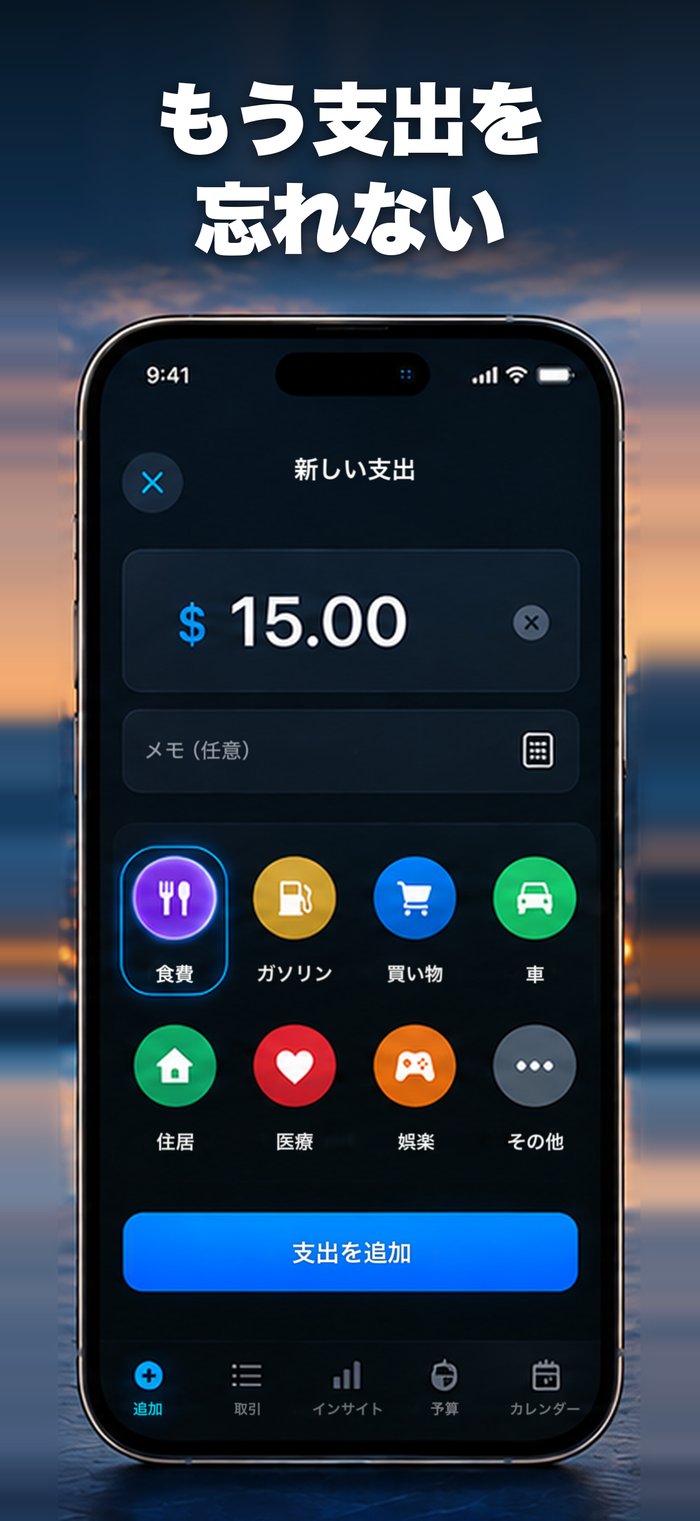 もう支出を
忘れない
9:41
新しい支出
$ 15.00
メモ (任意)
食費
ガソリン
買い物
車
住居
医療
娯楽
その他
支出を追加
追加
取引
インサイト
予算
カレンダー